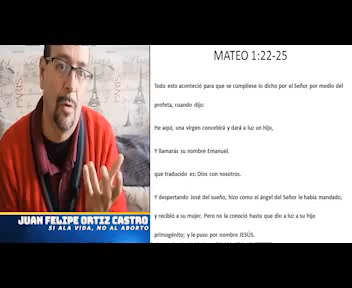 MATEO 1:22-25
Todo esto aconteció para que se cumpliese lo dicho por el Señor por medio del
profeta, cuando dijo:
He aquí, una virgen concebirá y dará a luz un hijo,
Y llamarás su nombre Emanuel.
que traducido es: Dios con nosotros.
Y despertando José del sueño, hizo como el ángel del Señor le había mandado,
y recibió a su mujer. Pero no la conoció hasta que dio a luz a su hijo
primogénito; y le puso por nombre JESÚS.
PARIS
JUAN FELIPE ORTIZ CASTRO
SI ALA VIDA, NO AL ABORTO